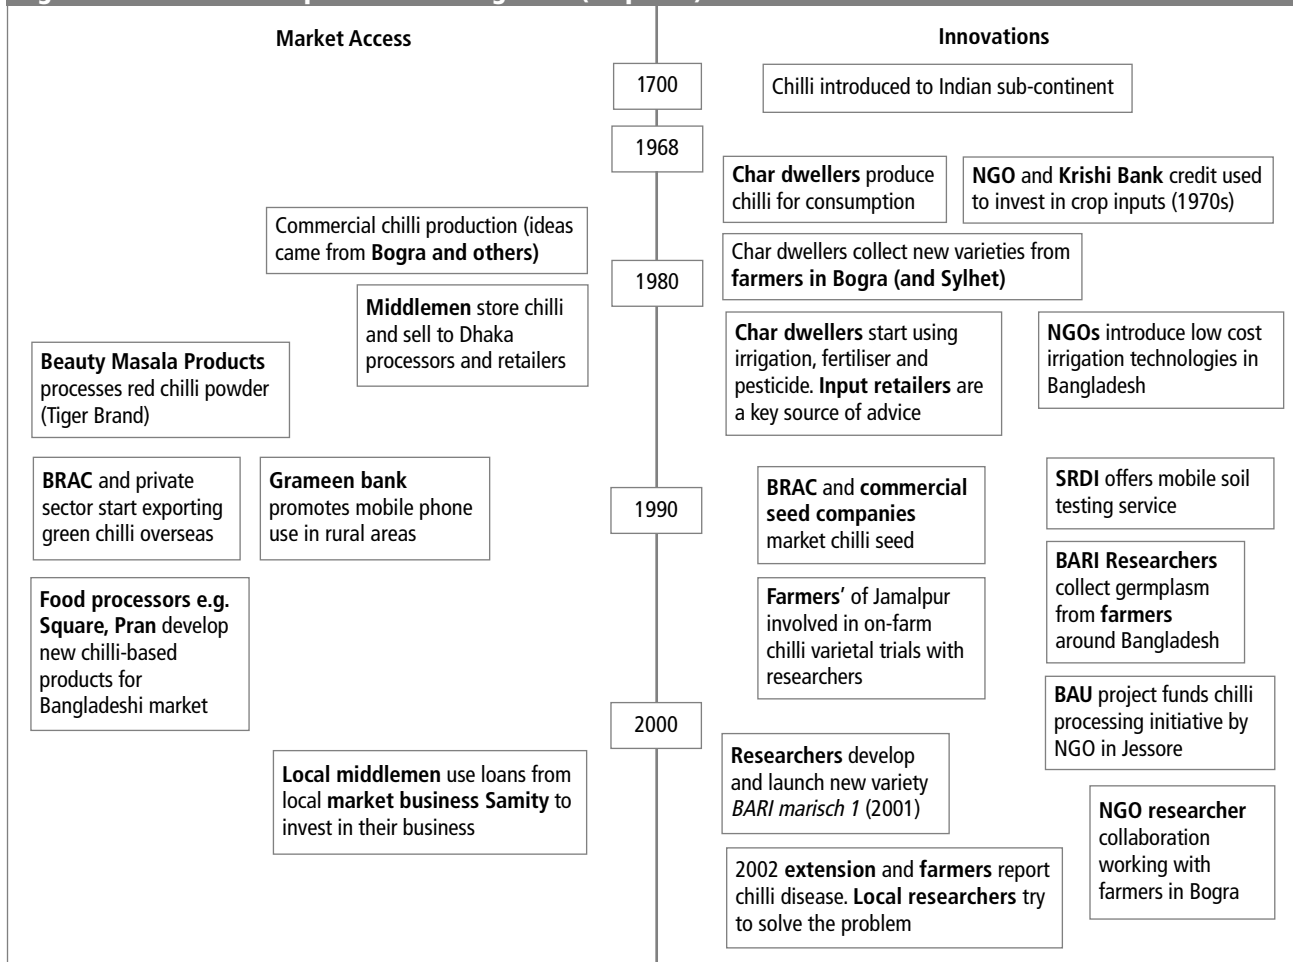 Market Access
Innovations
1700
Chilli introduced to Indian sub-continent
1968
Char dwellers produce
chilli for consumption
NGO and Krishi Bank credit used
to invest in crop inputs (1970s)
Commercial chilli production (ideas
came from Bogra and others)
Char dwellers collect new varieties from
farmers in Bogra (and Sylhet)
1980
Middlemen store chilli
and sell to Dhaka
processors and retailers
Char dwellers start using
irrigation, fertiliser and
pesticide. Input retailers are
a key source of advice
NGOs introduce low cost
irrigation technologies in
Bangladesh
Beauty Masala Products
processes red chilli powder
(Tiger Brand)
BRAC and private
sector start exporting
green chilli overseas
Grameen bank
promotes mobile phone
use in rural areas
1990
BRAC and commercial
seed companies
market chilli seed
SRDI offers mobile soil
testing service
BARI Researchers
collect germplasm
from farmers
around Bangladesh
Food processors e.g.
Square, Pran develop
new chilli-based
products for
Bangladeshi market
Farmers’ of Jamalpur
involved in on-farm
chilli varietal trials with
researchers
BAU project funds chilli
processing initiative by
NGO in Jessore
2000
Researchers develop
and launch new variety
BARI marisch 1 (2001)
Local middlemen use loans from
local market business Samity to
invest in their business
NGO researcher
collaboration
working with
farmers in Bogra
2002 extension and farmers report
chilli disease. Local researchers try
to solve the problem